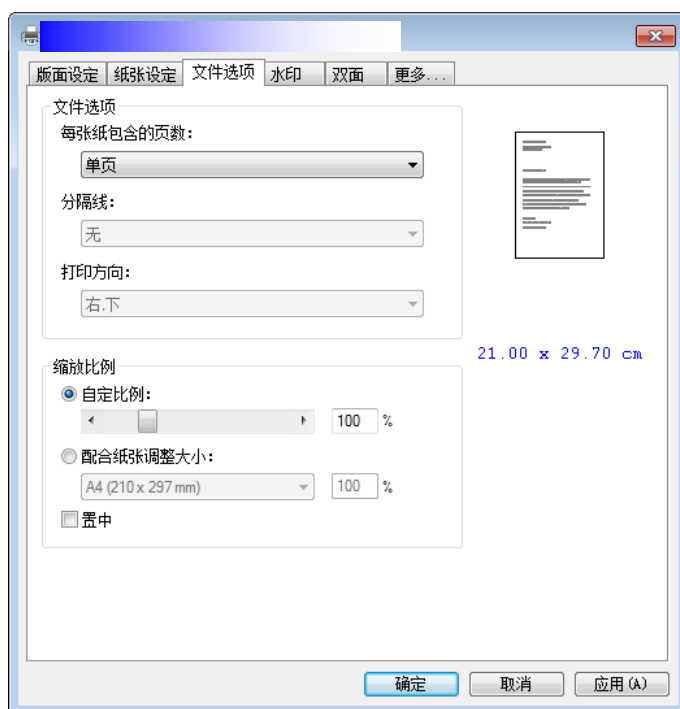 版面设定 纸张设定 文件选项 水印 双面 更多...
文件选项
每张纸包含的页数:
单页
分隔线:
无
打印方向:
右.下
21.00 x 29.70 cm
缩放比例
自定比例:
100 %
配合纸张调整大小:
A4 (210 x 297 mm) 100 %
置中
确定 取消 应用(A)